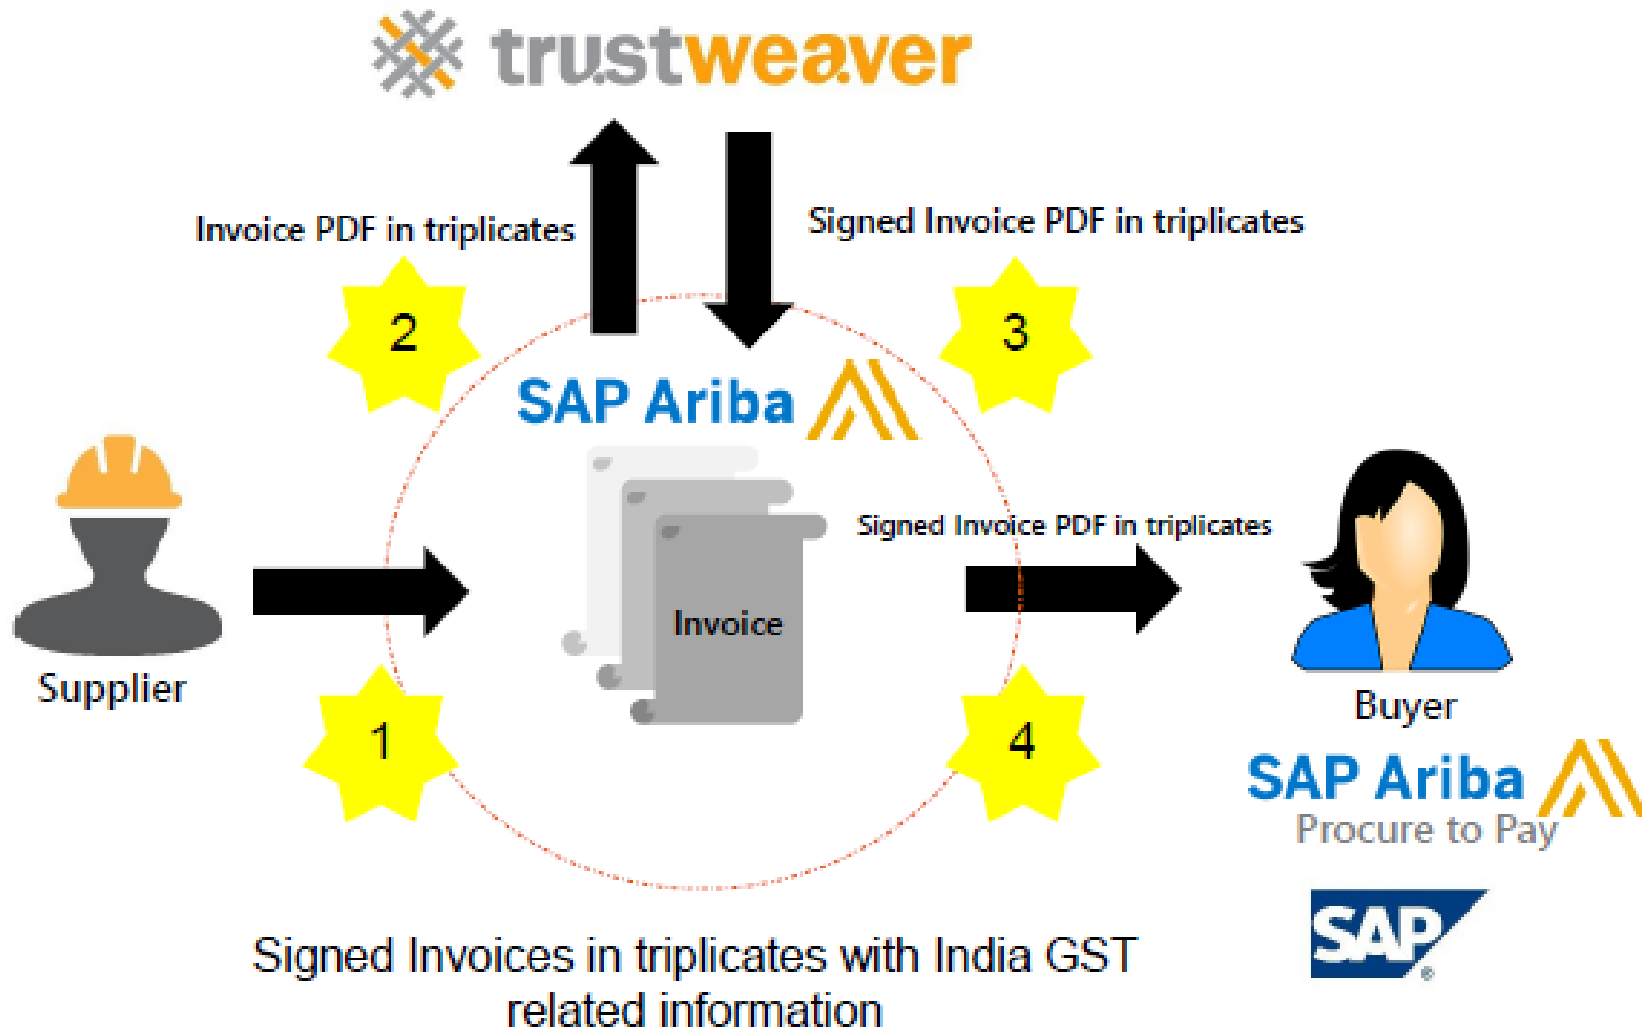 trustweaver
Invoice PDF in triplicates
Signed Invoice PDF in triplicates
2
3
SAP Ariba
Signed Invoice PDF in triplicates
Invoice
Supplier
Buyer
1
4
SAP Ariba
Procure to Pay
SAP®
Signed Invoices in triplicates with India GST
related information